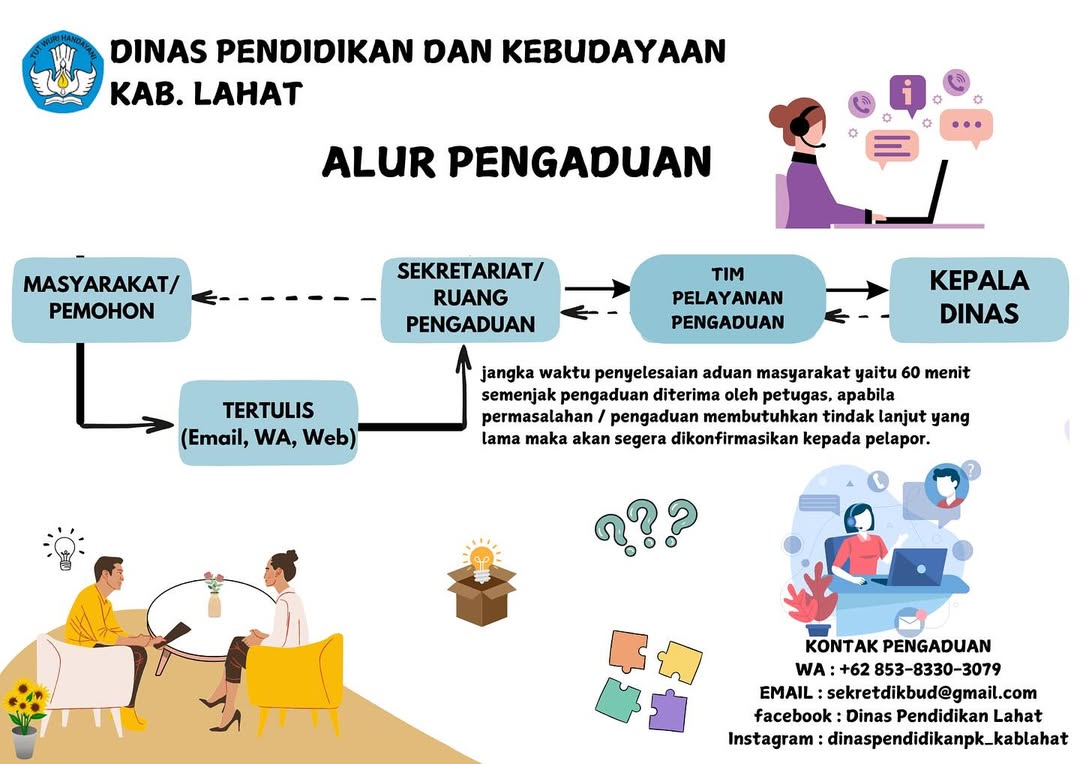 TUT WURI HANDAYANI
DINAS PENDIDIKAN DAN KEBUDAYAAN
KAB. LAHAT
ALUR PENGADUAN
MASYARAKAT/
PEMOHON
SEKRETARIAT/
RUANG
PENGADUAN
TIM
PELAYANAN
PENGADUAN
KEPALA
DINAS
TERTULIS
(Email, WA, Web)
jangka waktu penyelesaian aduan masyarakat yaitu 60 menit
semenjak pengaduan diterima oleh petugas, apabila
permasalahan / pengaduan membutuhkan tindak lanjut yang
lama maka akan segera dikonfirmasikan kepada pelapor.
???
?
KONTAK PENGADUAN
WA : +62 853-8330-3079
EMAIL : sekretdikbud@gmail.com
facebook : Dinas Pendidikan Lahat
Instagram : dinaspendidikanpk_kablahat